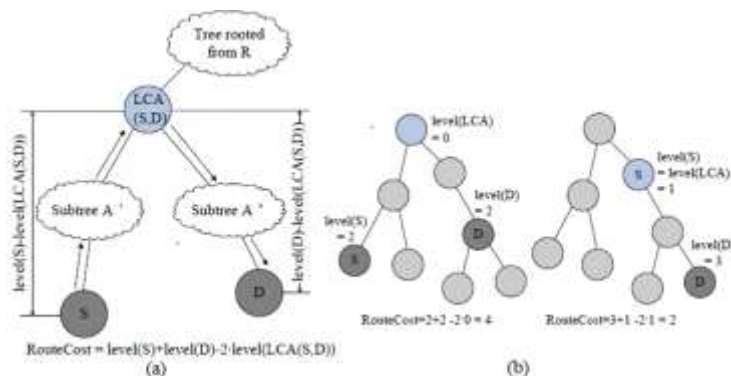 Tree rooted
from R
LCA
(S,D)
level(S)-level(LCA(S,D))
level(D)-level(LCA(S,D))
Subtree A
Subtree A
S
D
RouteCost = level(S)+level(D)-2·level(LCA(S,D))
(a)
level(LCA)
= 0
level(D)
= 2
level(S)
= 2
S
D
RouteCost=2+2 -2·0 = 4
level(S)
= level(LCA)
= 1
S
level(D)
= 3
D
RouteCost=3+1 -2·1 = 2
(b)